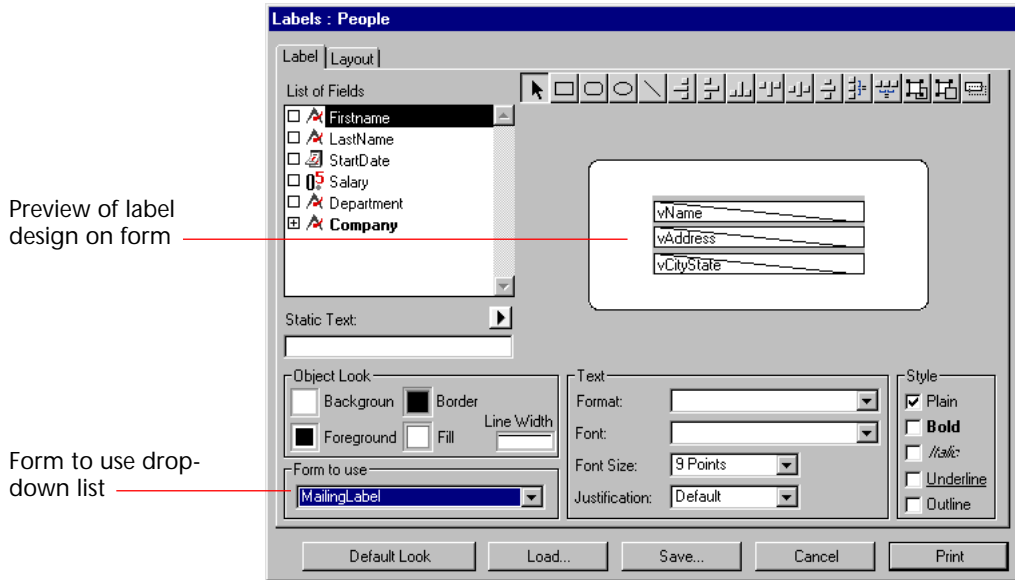 Labels : People
Label
Layout
List of Fields
Firstname
LastName
StartDate
Salary
Department
Company
Preview of label
design on form
vName
vAddress
vCityState
Static Text:
Object Look
Backgroun
Border
Foreground
Fill
Line Width
Form to use drop-
down list
Form to use
MailingLabel
Text
Format:
Font:
Font Size:
9 Points
Justification:
Default
Style
Plain
Bold
Italic
Underline
Outline
Default Look
Load...
Save...
Cancel
Print